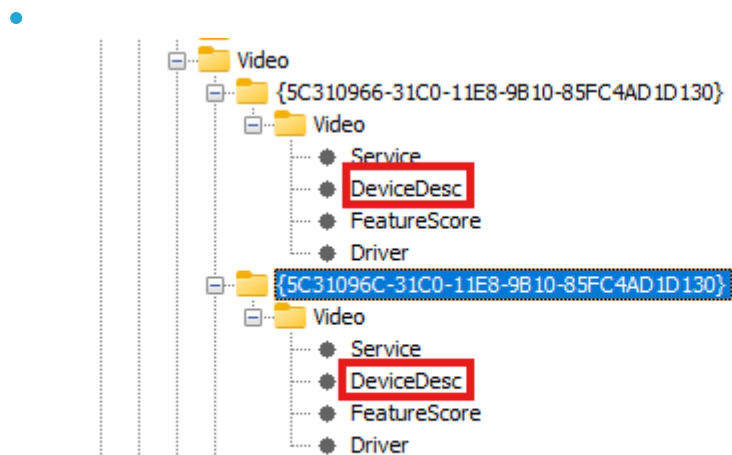 Video
{5C310966-31C0-11E8-9B10-85FC4AD1D130}
Video
Service
DeviceDesc
FeatureScore
Driver
{5C31096C-31C0-11E8-9B10-85FC4AD1D130}
Video
Service
DeviceDesc
FeatureScore
Driver